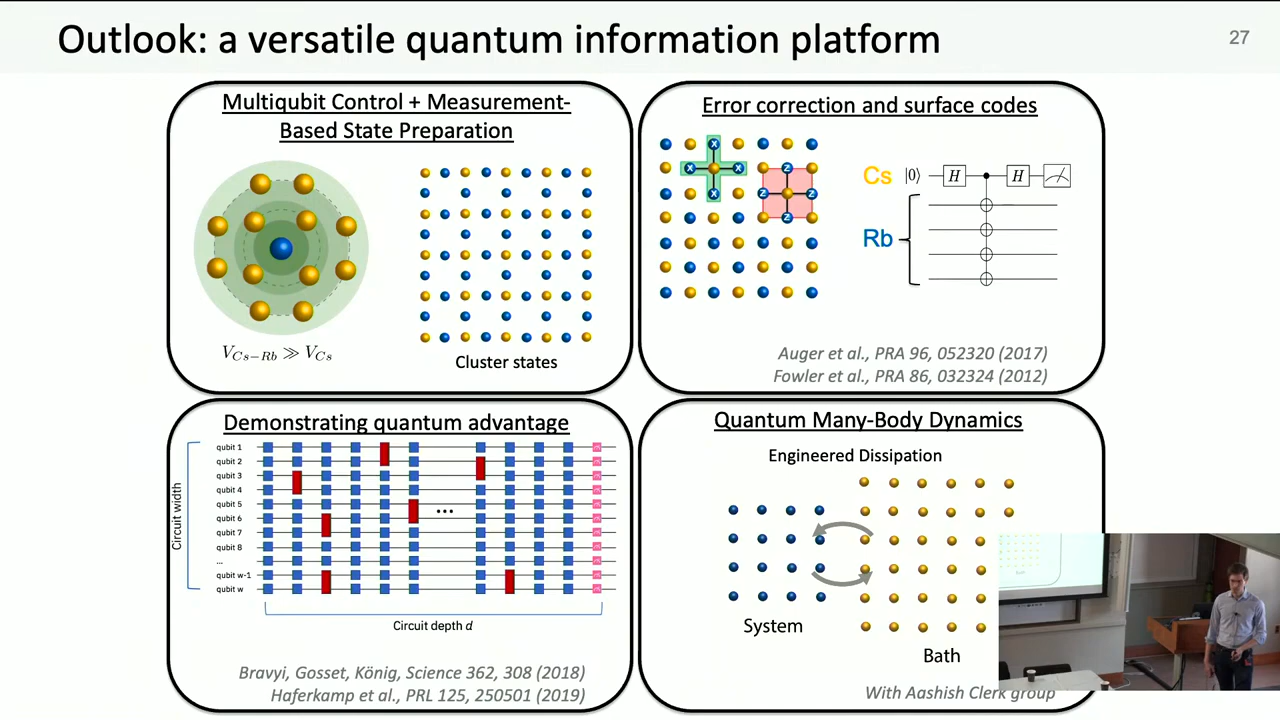 Outlook: a versatile quantum information platform
27
Multiqubit Control + Measurement-
Based State Preparation
V_{Cs−Rb} ≫ V_{Cs}
Cluster states
Error correction and surface codes
X
X X
X
Z
Z Z
Z
Cs |0⟩ H H
Rb
Auger et al., PRA 96, 052320 (2017)
Fowler et al., PRA 86, 032324 (2012)
Demonstrating quantum advantage
Circuit width
qubit 1
qubit 2
qubit 3
qubit 4
qubit 5
qubit 6
qubit 7
qubit 8
...
qubit w-1
qubit w
...
Circuit depth d
Bravyi, Gosset, König, Science 362, 308 (2018)
Haferkamp et al., PRL 125, 250501 (2019)
Quantum Many-Body Dynamics
Engineered Dissipation
System
Bath
With Aashish Clerk group